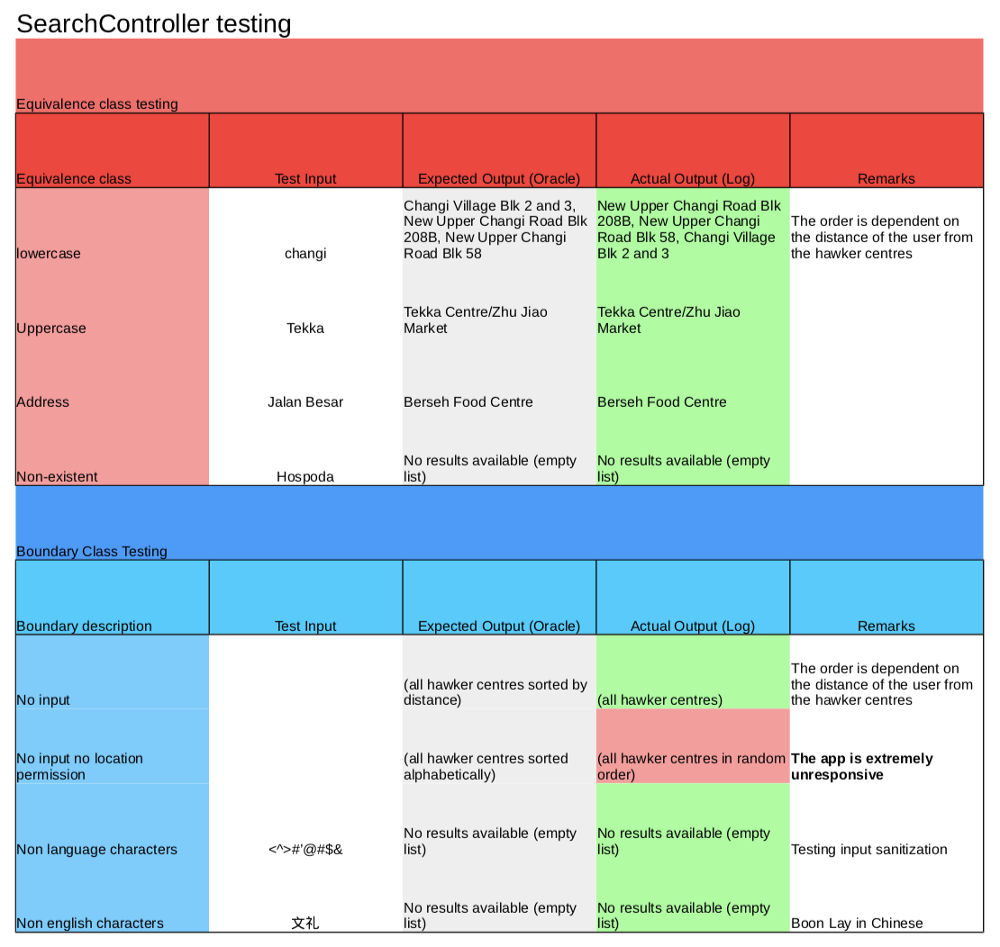 SearchController testing
Equivalence class testing
Equivalence class
Test Input
Expected Output (Oracle)
Actual Output (Log)
Remarks
lowercase
changi
Changi Village Blk 2 and 3,
New Upper Changi Road Blk
208B, New Upper Changi
Road Blk 58
New Upper Changi Road Blk
208B, New Upper Changi
Road Blk 58, Changi Village
Blk 2 and 3
The order is dependent on
the distance of the user from
the hawker centres
Uppercase
Tekka
Tekka Centre/Zhu Jiao
Market
Tekka Centre/Zhu Jiao
Market
Address
Jalan Besar
Berseh Food Centre
Berseh Food Centre
Non-existent
Hospoda
No results available (empty
list)
No results available (empty
list)
Boundary Class Testing
Boundary description
Test Input
Expected Output (Oracle)
Actual Output (Log)
Remarks
No input
(all hawker centres sorted by
distance)
(all hawker centres)
The order is dependent on
the distance of the user from
the hawker centres
No input no location
permission
(all hawker centres sorted
alphabetically)
(all hawker centres in random
order)
The app is extremely
unresponsive
Non language characters
<^>#'@#$&
No results available (empty
list)
No results available (empty
list)
Testing input sanitization
Non english characters
文礼
No results available (empty
list)
No results available (empty
list)
Boon Lay in Chinese